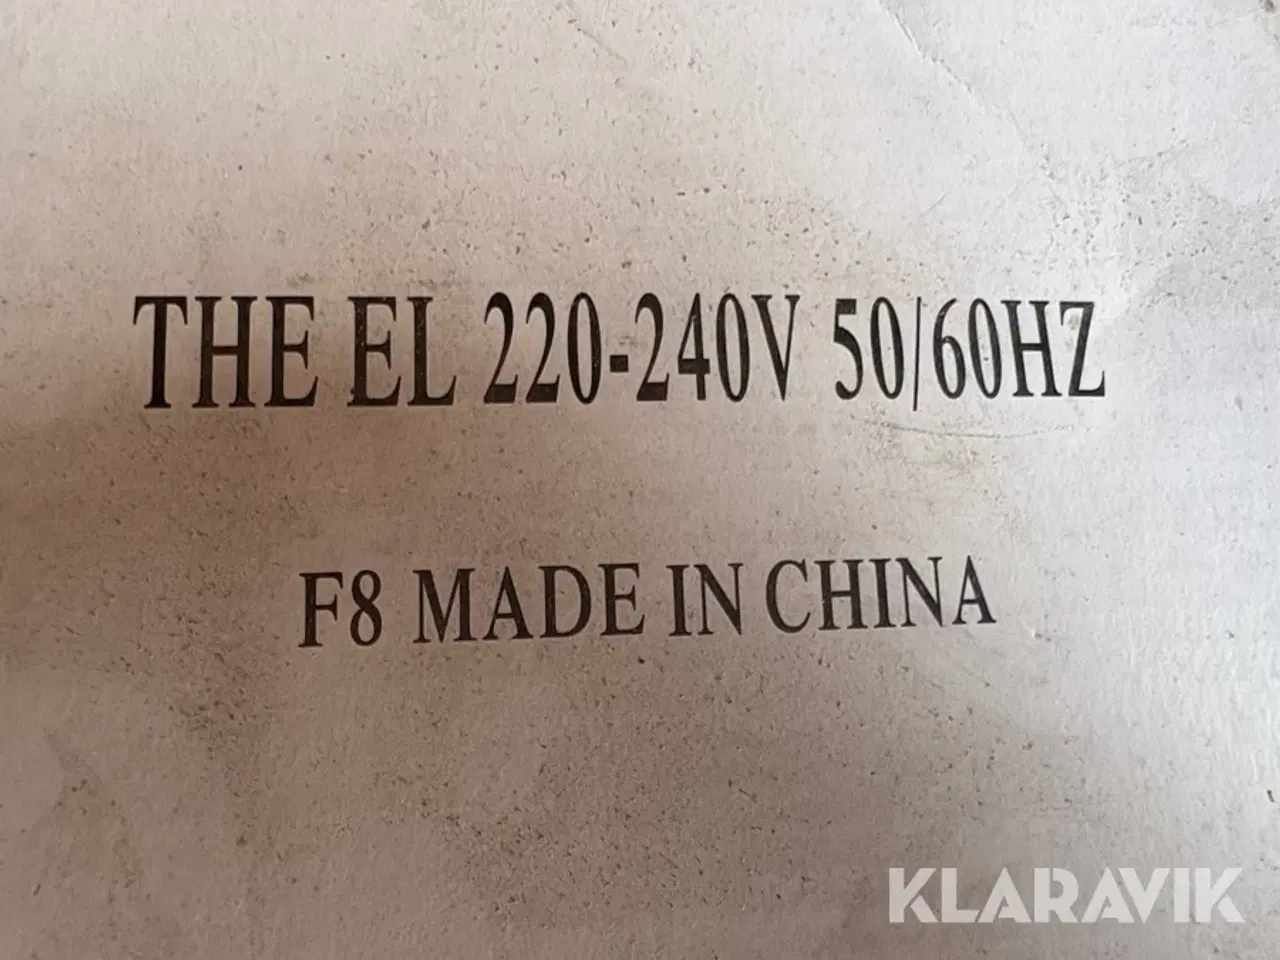 THE EL 220-240V 50/60HZ
F8 MADE IN CHINA
KLARAVIK